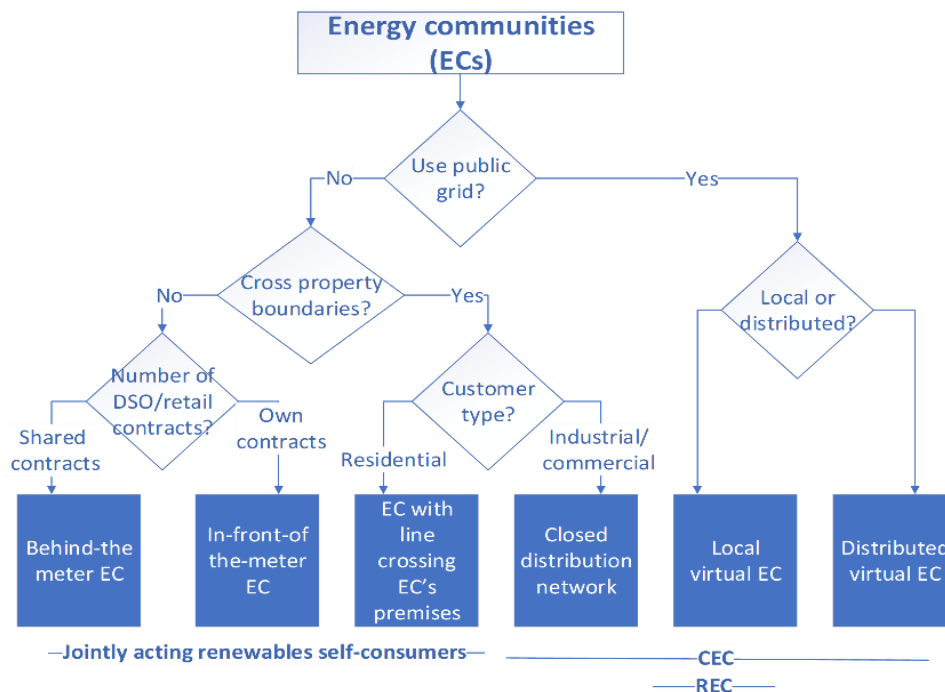 Energy communities
(ECs)
Use public
grid?
No
Yes
Cross property
boundaries?
No
Yes
Local or
distributed?
Number of
DSO/retail
contracts?
Customer
type?
Shared
contracts
Own
contracts
Residential
Industrial/
commercial
Behind-the
meter EC
In-front-of
the-meter
EC
EC with
line
crossing
EC's
premises
Closed
distribution
network
Local
virtual EC
Distributed
virtual EC
Jointly acting renewables self-consumers
CEC
REC